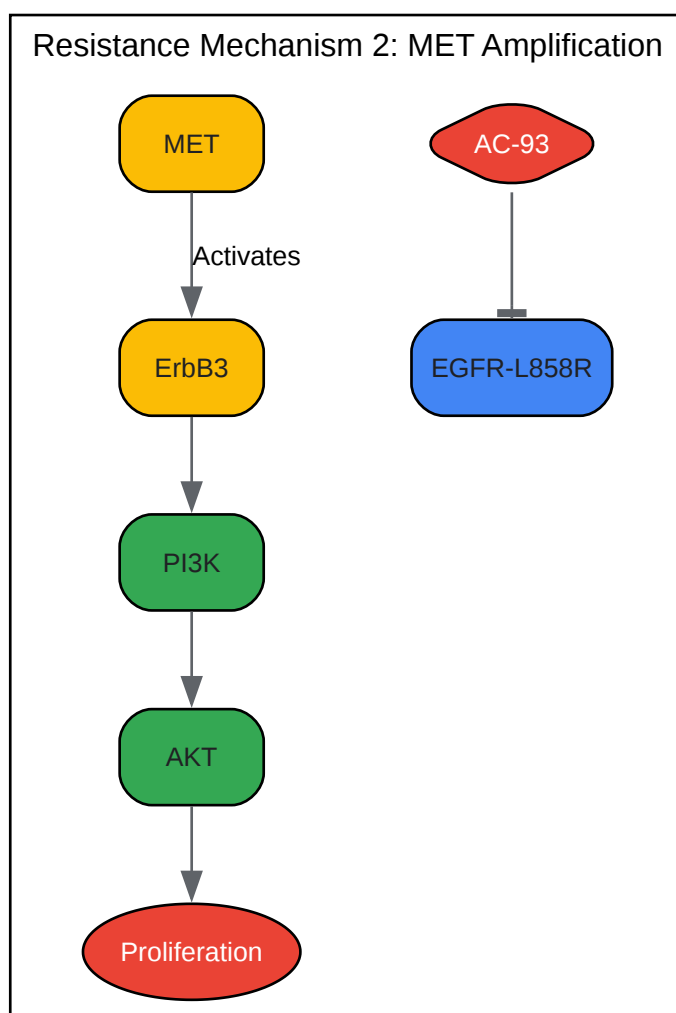 Resistance Mechanism 2: MET Amplification
MET
AC-93
Activates
ErbB3
EGFR-L858R
PI3K
AKT
Proliferation